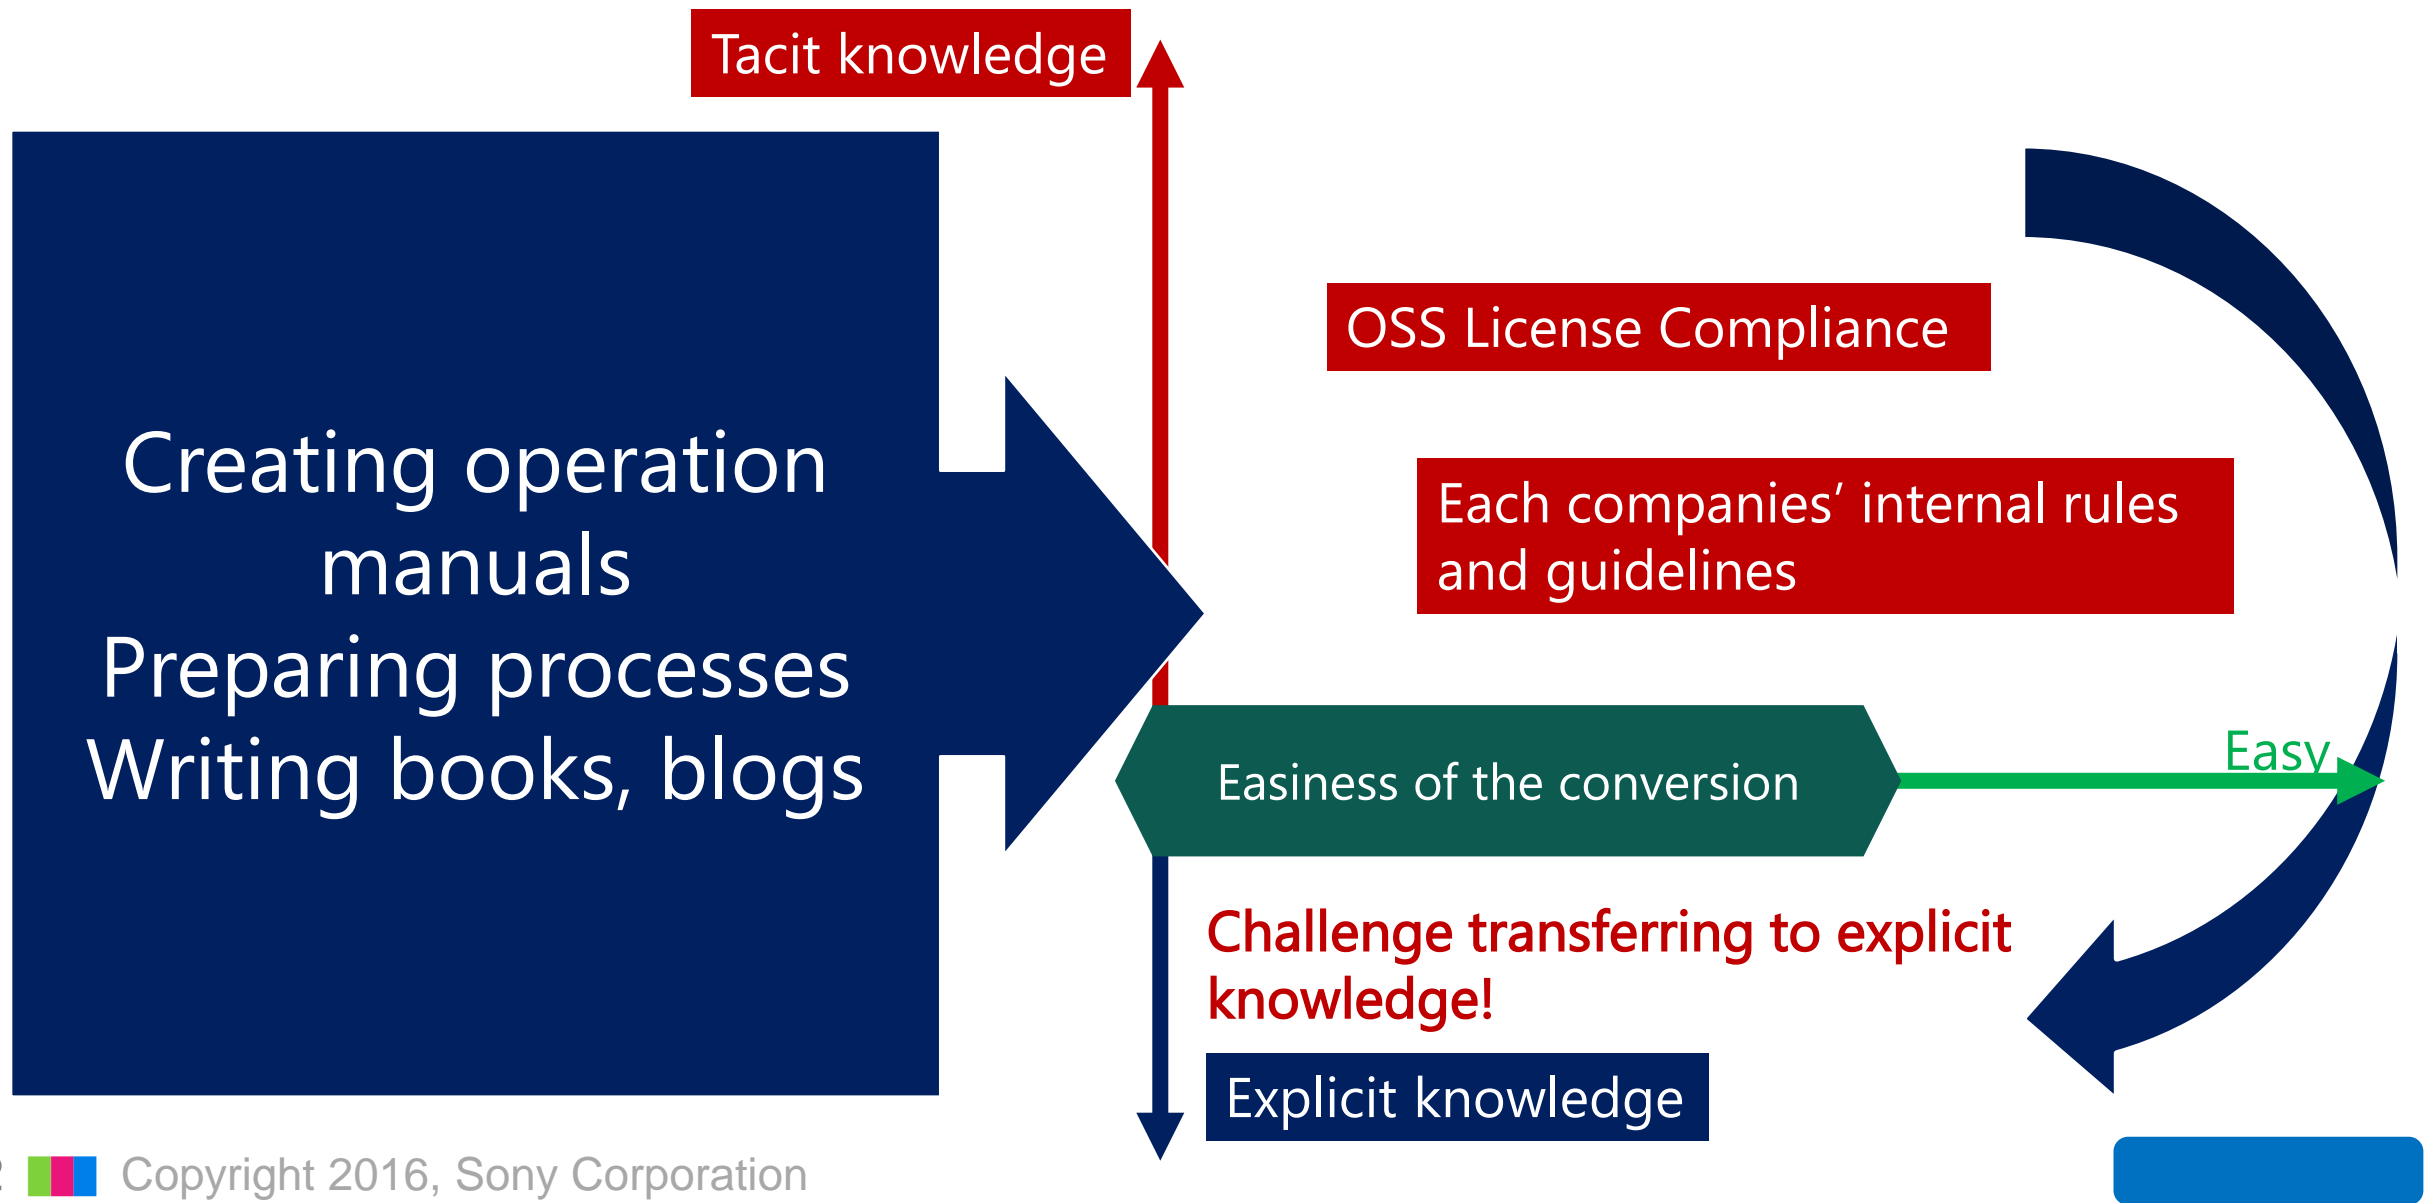 Tacit knowledge
OSS License Compliance
Each companies’ internal rules
and guidelines
Creating operation
manuals
Preparing processes
Writing books, blogs
Easy
Easiness of the conversion
Challenge transferring to explicit
knowledge!
Explicit knowledge
Copyright 2016, Sony Corporation